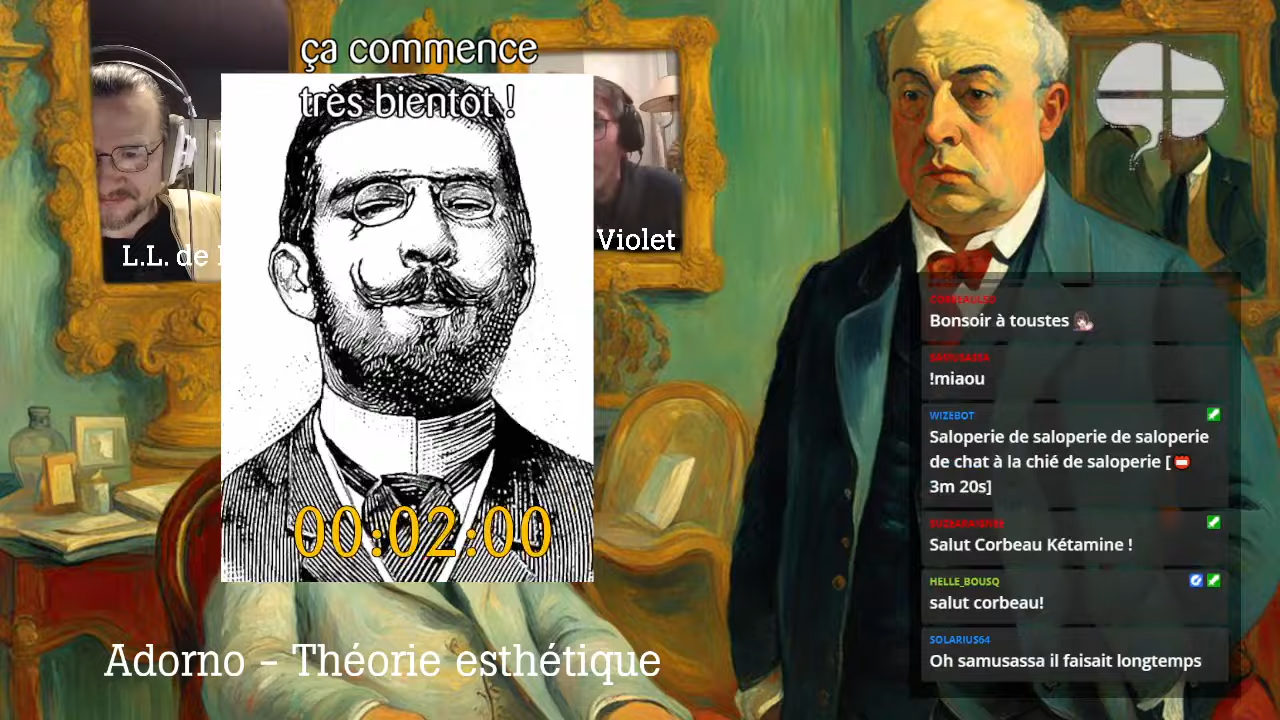 ça commence
très bientôt !
L.L. de
Violet
00:02:00
Adorno – Théorie esthétique
Bonsoir à toustes
SAMUSASSA
!miaou
WIZEBOT
Saloperie de saloperie de saloperie
de chat à la chié de saloperie [
3m 20s]
SUZEARAIGNEE
Salut Corbeau Kétamine !
HELLE_BOUSQ
salut corbeau!
SOLARIUS64
Oh samusassa il faisait longtemps